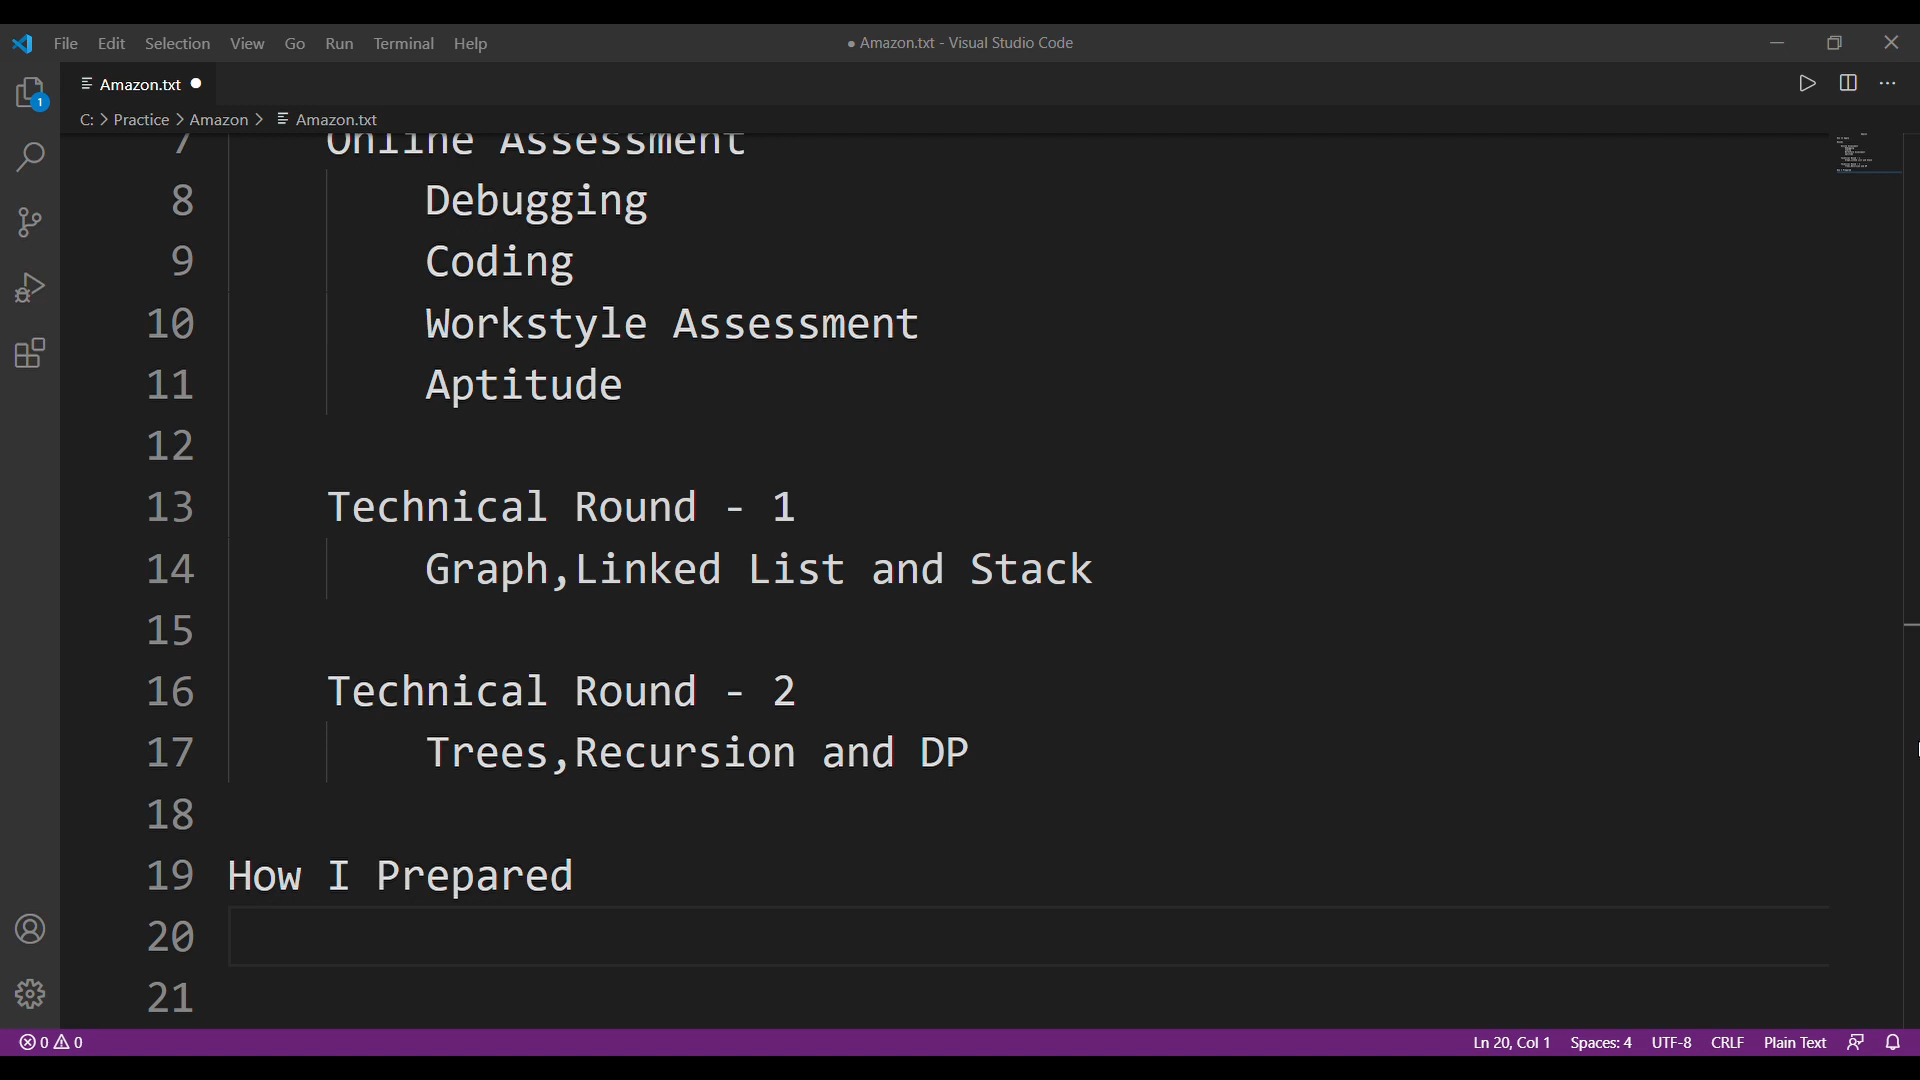 File Edit Selection View Go Run Terminal Help
● Amazon.txt - Visual Studio Code
Amazon.txt ●
C: > Practice > Amazon > Amazon.txt
1
7 Online Assessment
8 Debugging
9 Coding
10 Workstyle Assessment
11 Aptitude
12
13 Technical Round - 1
14 Graph,Linked List and Stack
15
16 Technical Round - 2
17 Trees,Recursion and DP
18
19 How I Prepared
20
21
0 0 Ln 20, Col 1 Spaces: 4 UTF-8 CRLF Plain Text